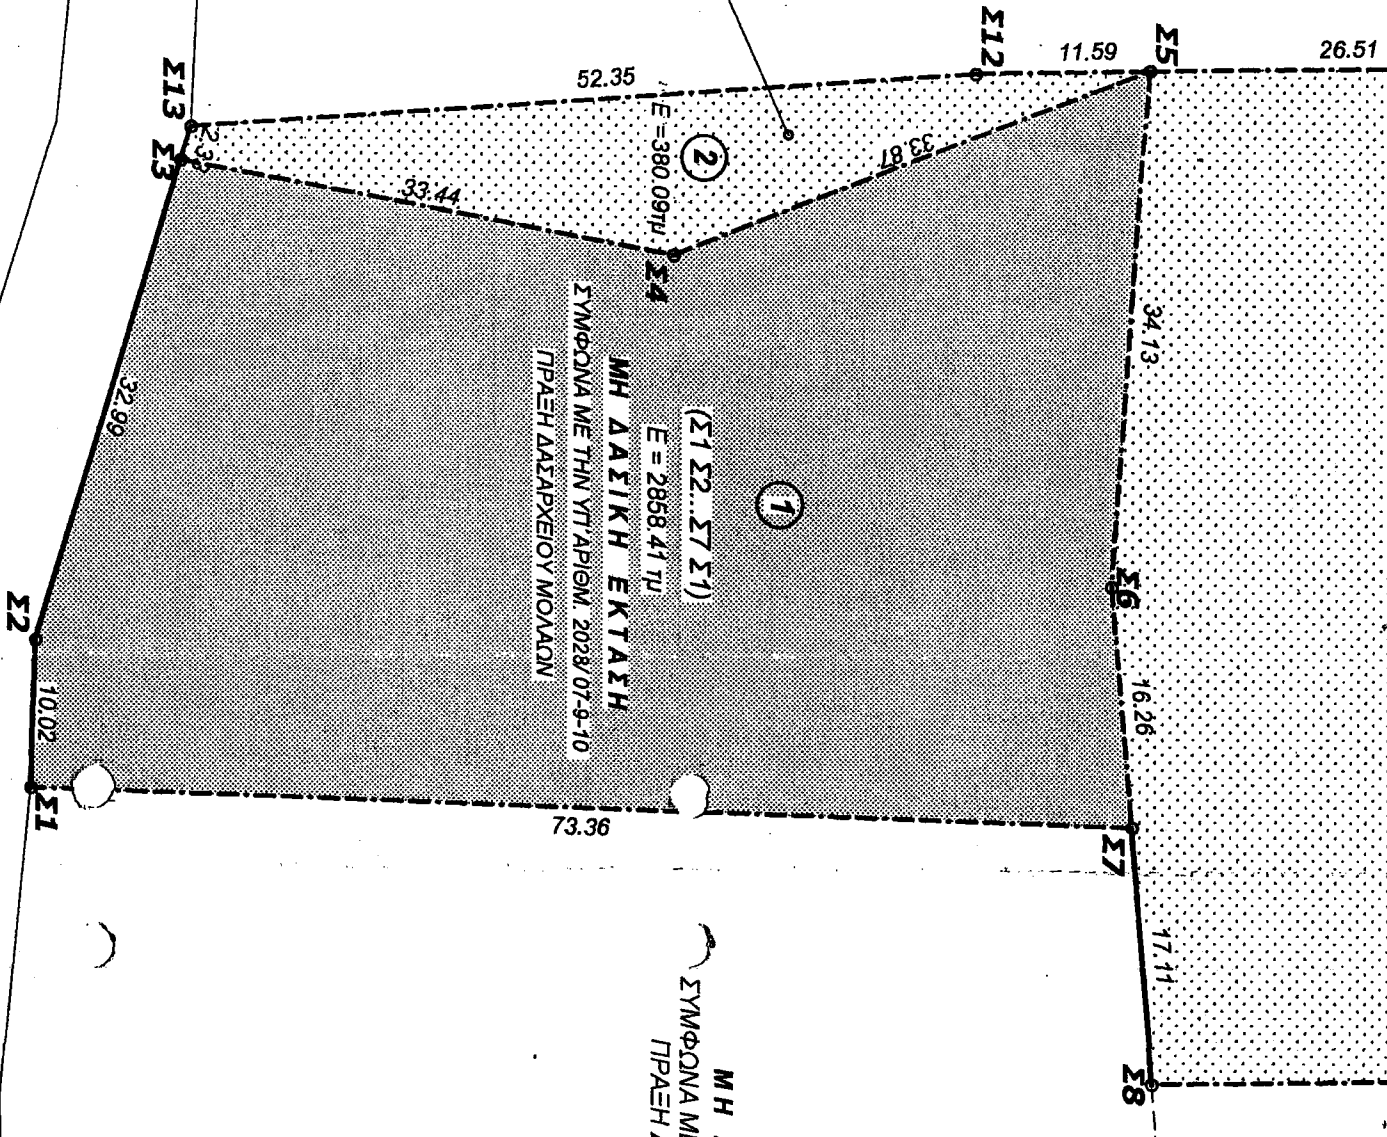 Σ12
Σ5
11.59
26.51
52.35
Σ13
2.35
Σ3
33.44
Ε =380.09τμ
2
33.87
Σ4
34.13
32.99
(Σ1 Σ2...Σ7 Σ1)
Ε = 2858.41 τμ
ΜΗ ΔΑΣΙΚΗ ΕΚΤΑΣΗ
ΣΥΜΦΩΝΑ ΜΕ ΤΗΝ ΥΠ'ΑΡΙΘΜ. 2028/07-9-10
ΠΡΑΞΗ ΔΑΣΑΡΧΕΙΟΥ ΜΟΛΑΩΝ
1
Σ6
Σ2
10.02
16.26
Σ1
73.36
Σ7
17.11
Σ8
ΜΗ
ΣΥΜΦΩΝΑ ΜΕ
ΠΡΑΞΗ